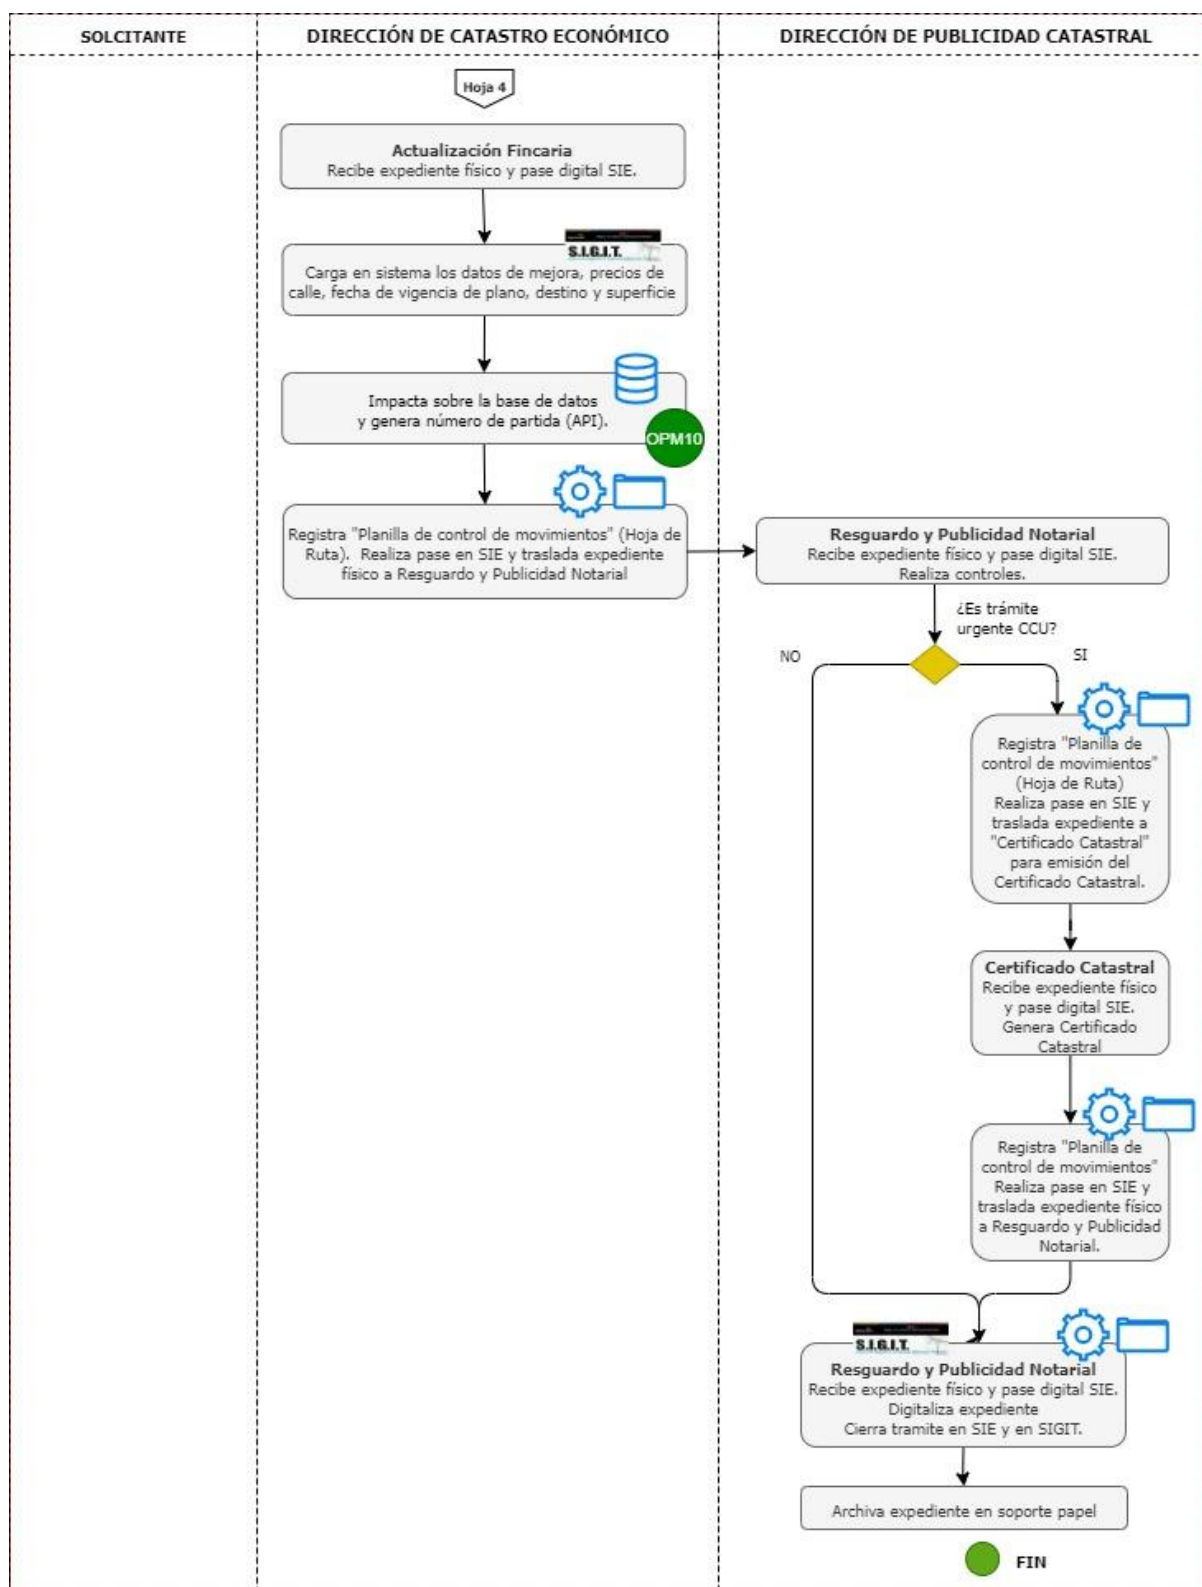 SOLCITANTE
DIRECCIÓN DE CATASTRO ECONÓMICO
DIRECCIÓN DE PUBLICIDAD CATASTRAL
Hoja 4
Actualización Fincaria
Recibe expediente físico y pase digital SIE.
S.I.G.I.T.
Carga en sistema los datos de mejora, precios de
calle, fecha de vigencia de plano, destino y superficie
Impacta sobre la base de datos
y genera número de partida (API).
OPM10
Registra "Planilla de control de movimientos" (Hoja de
Ruta). Realiza pase en SIE y traslada expediente
físico a Resguardo y Publicidad Notarial
Resguardo y Publicidad Notarial
Recibe expediente físico y pase digital SIE.
Realiza controles.
¿Es trámite
urgente CCU?
NO
SI
Registra "Planilla de
control de movimientos"
(Hoja de Ruta)
Realiza pase en SIE y
traslada expediente a
"Certificado Catastral"
para emisión del
Certificado Catastral.
Certificado Catastral
Recibe expediente físico
y pase digital SIE.
Genera Certificado
Catastral
Registra "Planilla de
control de movimientos"
Realiza pase en SIE y
traslada expediente físico
a Resguardo y Publicidad
Notarial.
S.I.G.I.T.
Resguardo y Publicidad Notarial
Recibe expediente físico y pase digital SIE.
Digitaliza expediente
Cierra tramite en SIE y en SIGIT.
Archiva expediente en soporte papel
FIN